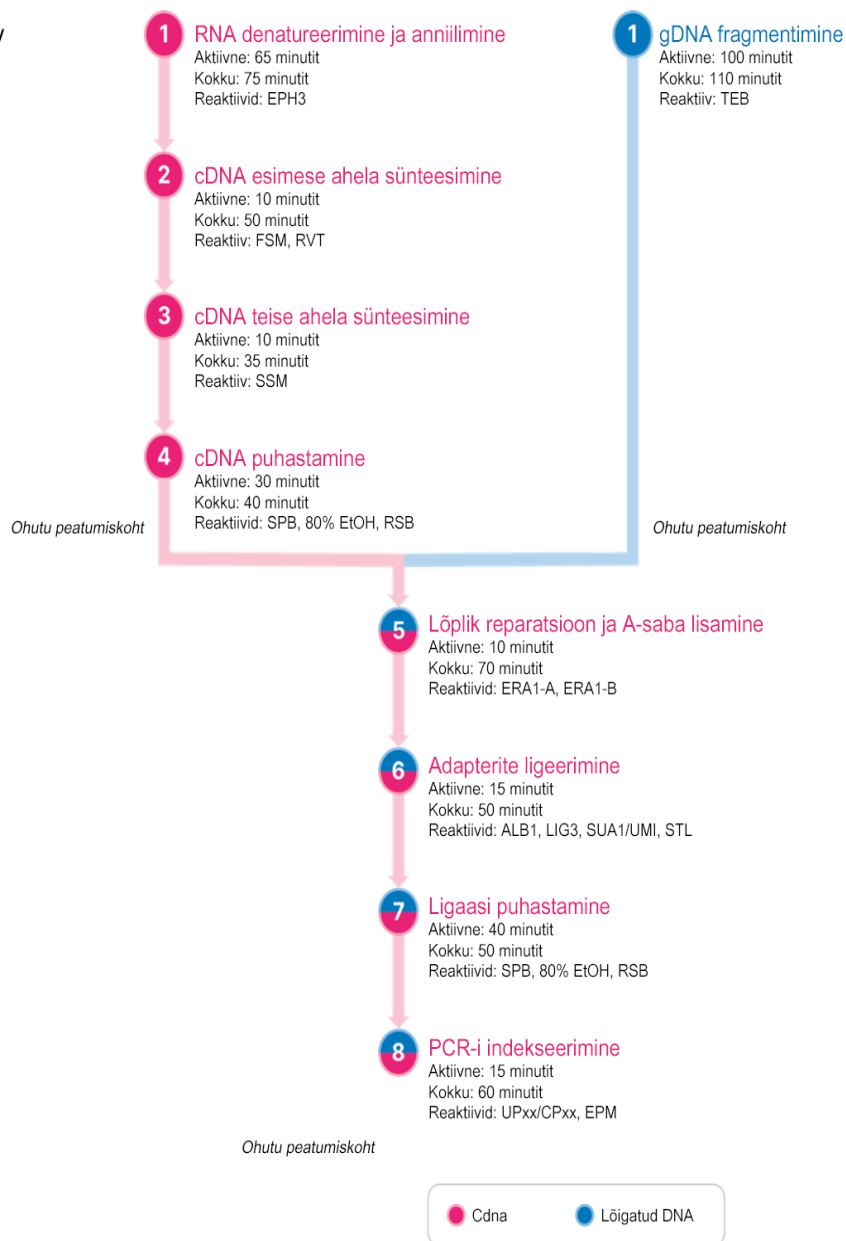 1
RNA denatureerimine ja anniilimine
Aktiivne: 65 minutit
Kokku: 75 minutit
Reaktiivid: EPH3
1
gDNA fragmentimine
Aktiivne: 100 minutit
Kokku: 110 minutit
Reaktiiv: TEB
2
cDNA esimese ahela sünteesimine
Aktiivne: 10 minutit
Kokku: 50 minutit
Reaktiiv: FSM, RVT
3
cDNA teise ahela sünteesimine
Aktiivne: 10 minutit
Kokku: 35 minutit
Reaktiiv: SSM
4
cDNA puhastamine
Aktiivne: 30 minutit
Kokku: 40 minutit
Reaktiivid: SPB, 80% EtOH, RSB
Ohutu peatumiskoht
Ohutu peatumiskoht
5
Lõplik reparatsioon ja A-saba lisamine
Aktiivne: 10 minutit
Kokku: 70 minutit
Reaktiivid: ERA1-A, ERA1-B
6
Adapterite ligeerimine
Aktiivne: 15 minutit
Kokku: 50 minutit
Reaktiivid: ALB1, LIG3, SUA1/UMI, STL
7
Ligaasi puhastamine
Aktiivne: 40 minutit
Kokku: 50 minutit
Reaktiivid: SPB, 80% EtOH, RSB
8
PCR-i indekseerimine
Aktiivne: 15 minutit
Kokku: 60 minutit
Reaktiivid: UPxx/CPxx, EPM
Ohutu peatumiskoht
Cdna
Lõigatud DNA